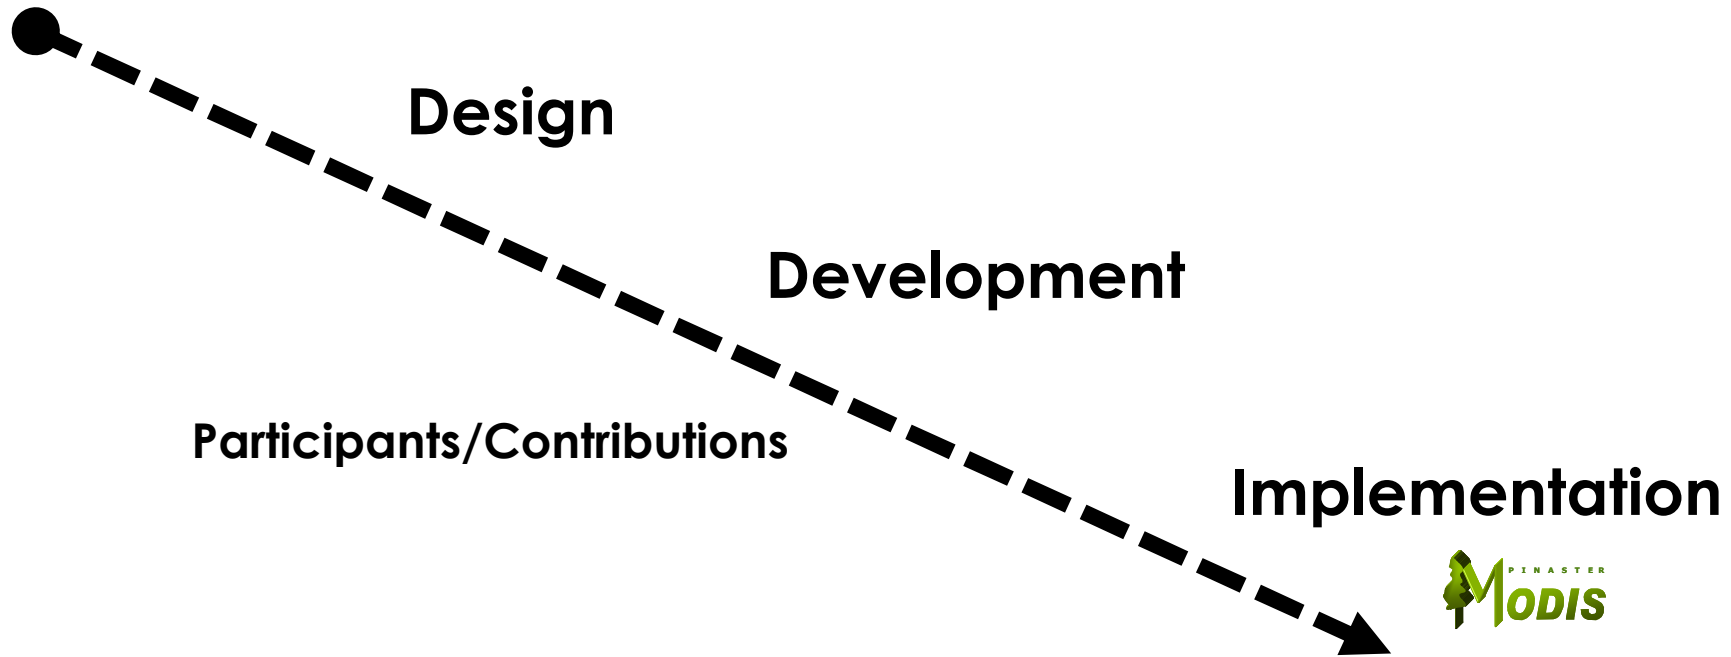 Design
Development
Participants/Contributions
Implementation
PINASTER
MODIS